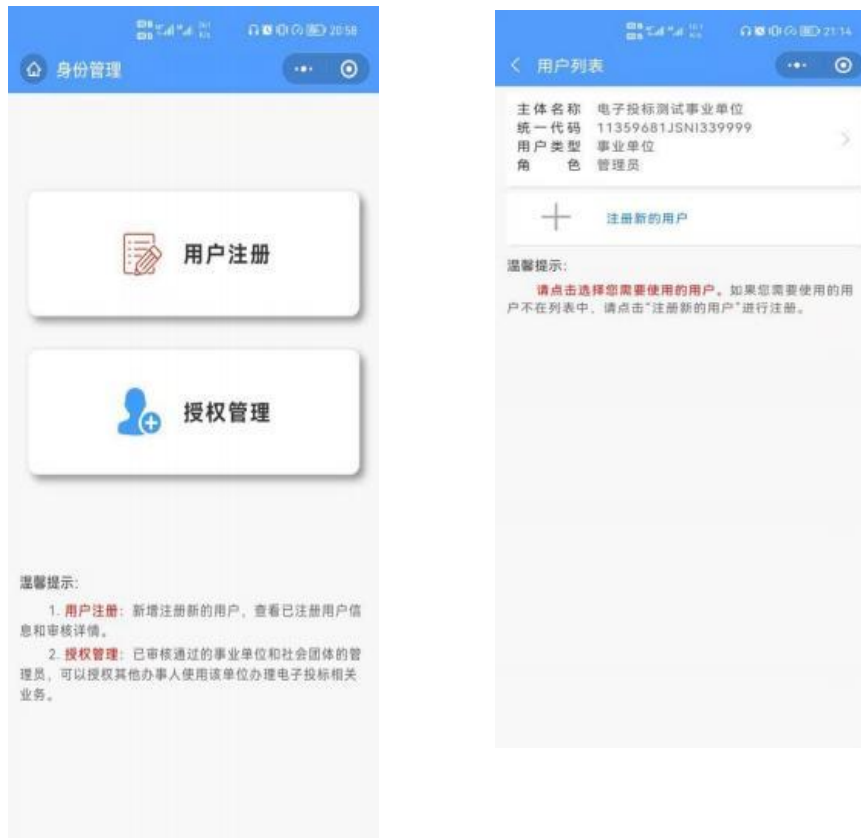 20:58
身份管理
用户注册
授权管理
温馨提示:
1. 用户注册: 新增注册新的用户, 查看已注册用户信
息和审核详情。
2. 授权管理: 已审核通过的事业单位和社会团体的管
理员, 可以授权其他办事人使用该单位办理电子投标相关
业务。
21:14
用户列表
主体名称 电子投标测试事业单位
统一代码 11359681JSNI339999
用户类型 事业单位
角 色 管理员
注册新的用户
温馨提示:
请点击选择您需要使用的用户。如果您需要使用的用
户不在列表中, 请点击“注册新的用户”进行注册。